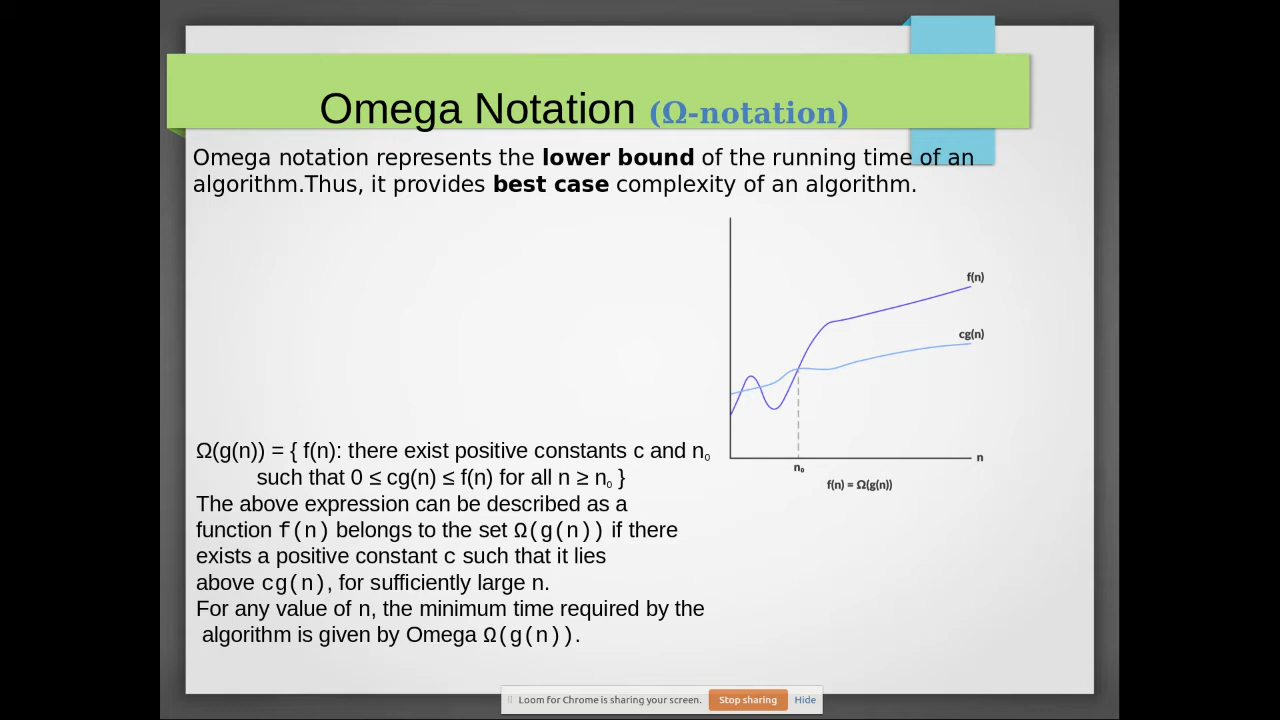 Omega Notation (Ω-notation)
Omega notation represents the lower bound of the running time of an
algorithm.Thus, it provides best case complexity of an algorithm.
f(n)
cg(n)
n
n₀
f(n) = Ω(g(n))
Ω(g(n)) = { f(n): there exist positive constants c and n₀
such that 0 ≤ cg(n) ≤ f(n) for all n ≥ n₀ }
The above expression can be described as a
function f(n) belongs to the set Ω(g(n)) if there
exists a positive constant c such that it lies
above cg(n), for sufficiently large n.
For any value of n, the minimum time required by the
algorithm is given by Omega Ω(g(n)).
Loom for Chrome is sharing your screen. Stop sharing Hide